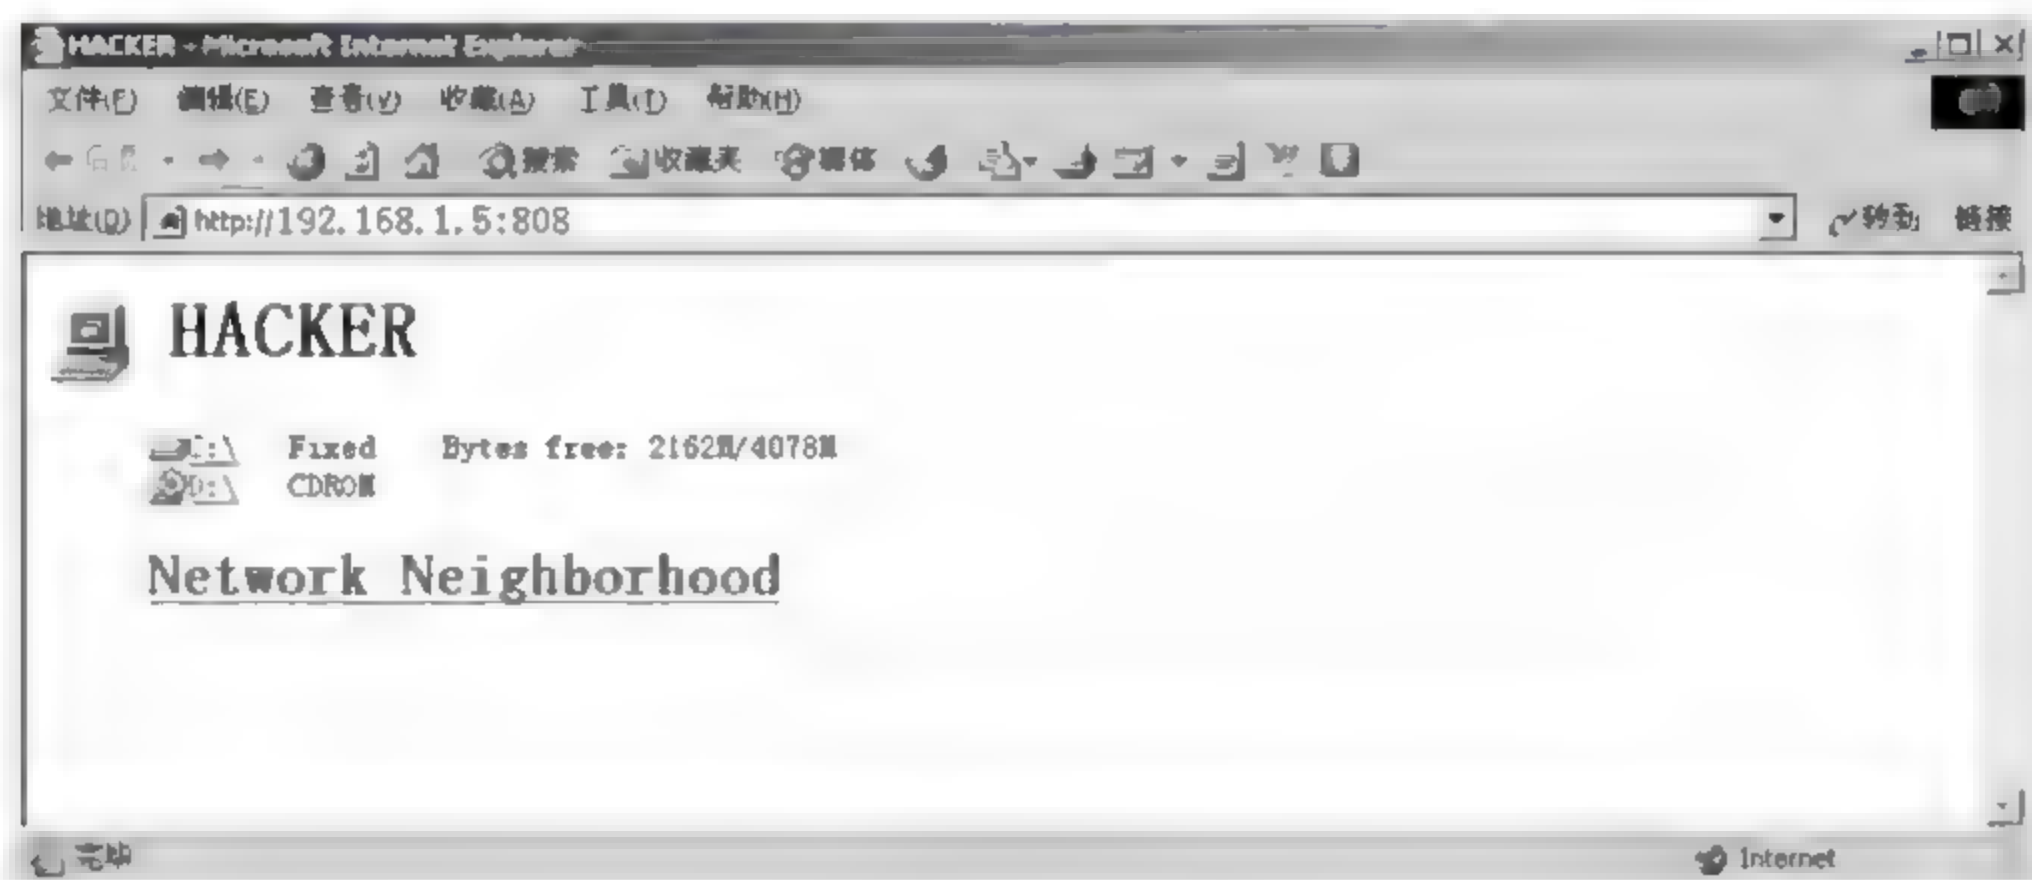 HACKER - Microsoft Internet Explorer
文件(F) 编辑(E) 查看(V) 收藏(A) 工具(T) 帮助(H)
后退 搜索 收藏夹 媒体
地址(D) http://192.168.1.5:808 转到 链接
HACKER
C:\ Fixed Bytes free: 2162M/4078M
D:\ CDROM
Network Neighborhood
完毕 Internet